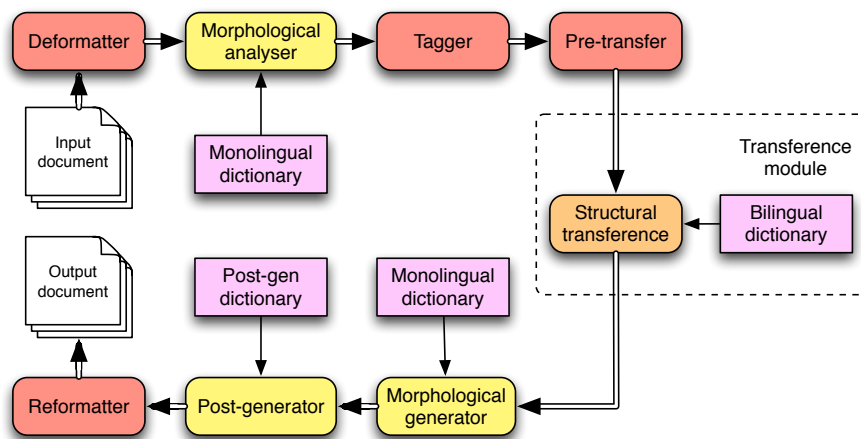 Deformatter
Morphological
analyser
Tagger
Pre-transfer
Input
document
Monolingual
dictionary
Transference
module
Structural
transference
Bilingual
dictionary
Output
document
Post-gen
dictionary
Monolingual
dictionary
Reformatter
Post-generator
Morphological
generator